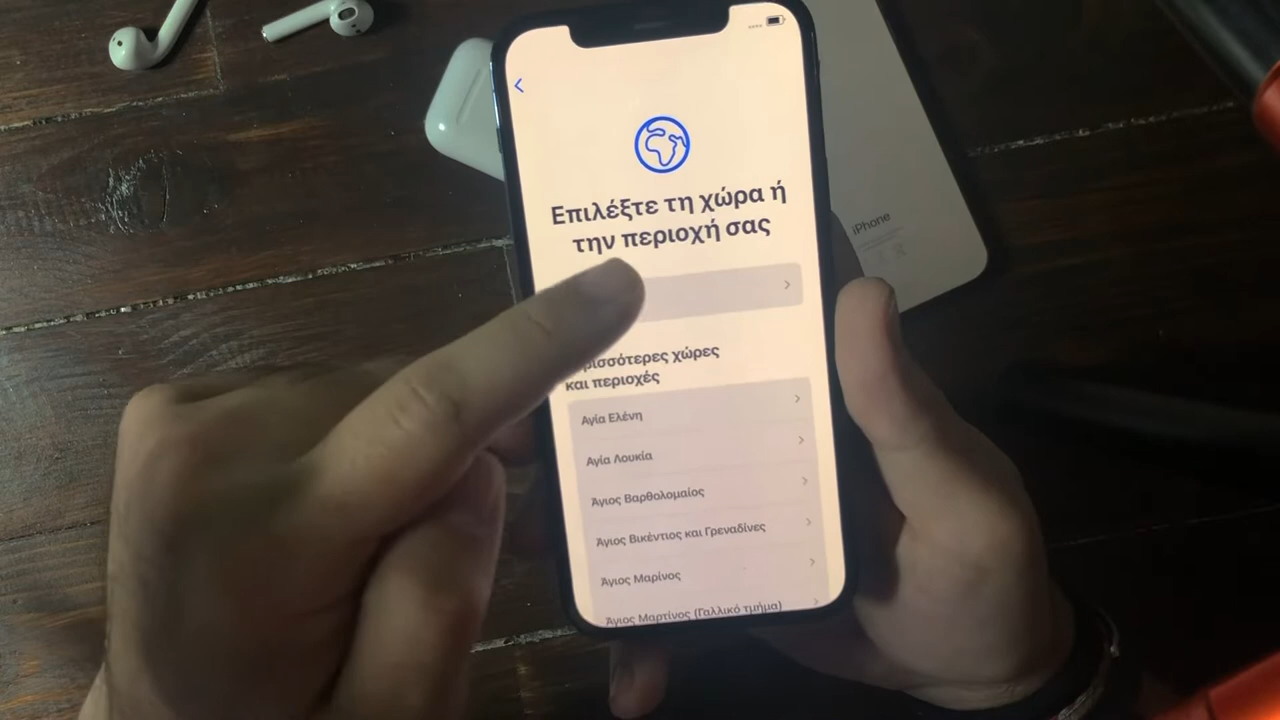 Επιλέξτε τη χώρα ή
την περιοχή σας
και περιοχές
χώρες
Αγία Ελένη
Αγία Λουκία
Άγιος Βαρθολομαίος
Άγιος Βικέντιος και Γρεναδίνες
Άγιος Μαρίνος
Άγιος Μαρτίνος (Γαλλικό τμήμα)
iPhone